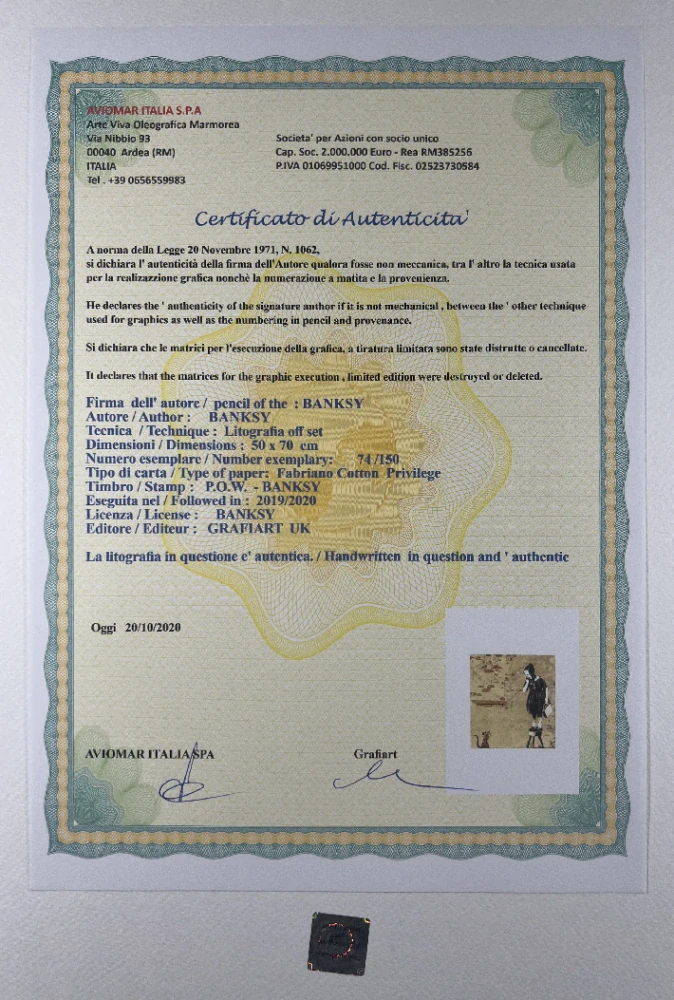 AVIOMAR ITALIA S.P.A
Arte Viva Oleografica Marmorea
Via Nibbio 93
00040 Ardea (RM)
ITALIA
Tel . +39 0656559983
Societa' per Azioni con socio unico
Cap. Soc. 2.000.000 Euro - Rea RM385256
P.IVA 01069951000 Cod. Fisc. 02523730584
Certificato di Autenticita'
A norma della Legge 20 Novembre 1971, N. 1062,
si dichiara l' autenticità della firma dell'Autore qualora fosse non meccanica, tra l' altro la tecnica usata
per la realizazzione grafica nonchè la numerazione a matita e la provenienza.
He declares the ' authenticity of the signature author if it is not mechanical , between the ' other technique
used for graphics as well as the numbering in pencil and provenance.
Si dichiara che le matrici per l'esecuzione della grafica, a tiratura limitata sono state distrutte o cancellate.
It declares that the matrices for the graphic execution , limited edition were destroyed or deleted.
Firma dell' autore / pencil of the : BANKSY
Autore / Author : BANKSY
Tecnica / Technique : Litografia off set
Dimensioni / Dimensions : 50 x 70 cm
Numero esemplare / Number exemplary: 74 /150
Tipo di carta / Type of paper: Fabriano Cotton Privilege
Timbro / Stamp : P.O.W. - BANKSY
Eseguita nel / Followed in : 2019/2020
Licenza / License : BANKSY
Editore / Editeur : GRAFIART UK
La litografia in questione e' autentica. / Handwritten in question and ' authentic
Oggi 20/10/2020
AVIOMAR ITALIA SPA
Grafiart